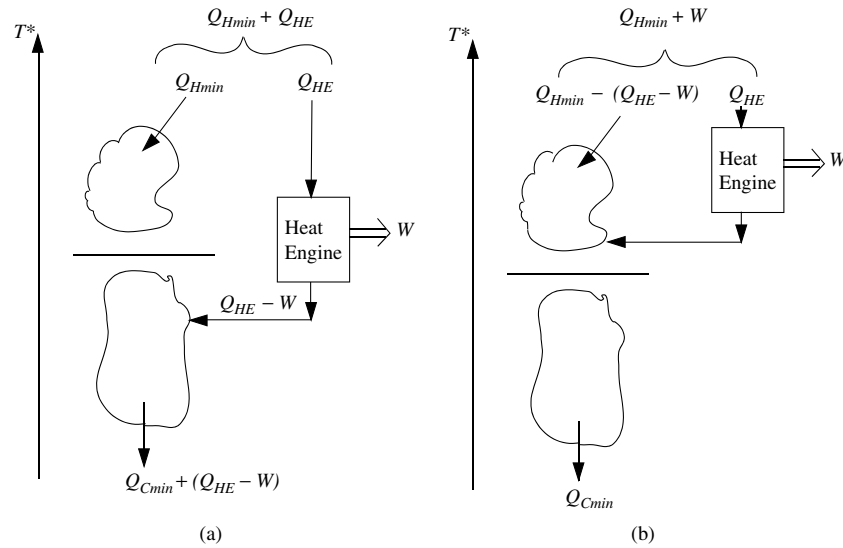 T*
Q_Hmin + Q_HE
Q_Hmin
Q_HE
Heat
Engine
W
Q_HE – W
Q_Cmin + (Q_HE – W)
(a)
T*
Q_Hmin + W
Q_Hmin – (Q_HE – W)
Q_HE
Heat
Engine
W
Q_Cmin
(b)